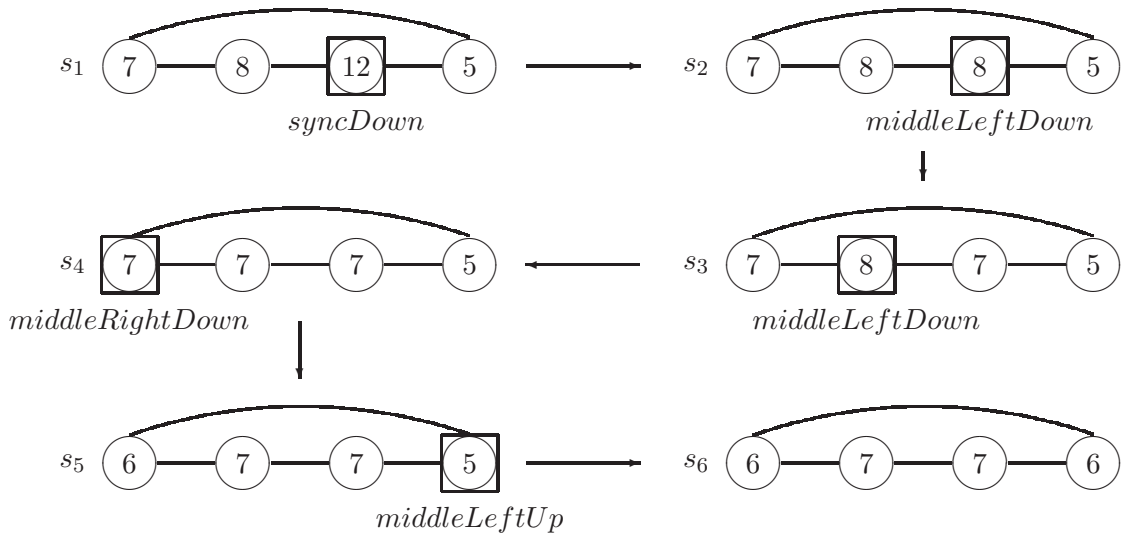 s1 7 8 12 5
s2 7 8 8 5
syncDown
middleLeftDown
s4 7 7 7 5
s3 7 8 7 5
middleRightDown
middleLeftDown
s5 6 7 7 5
s6 6 7 7 6
middleLeftUp